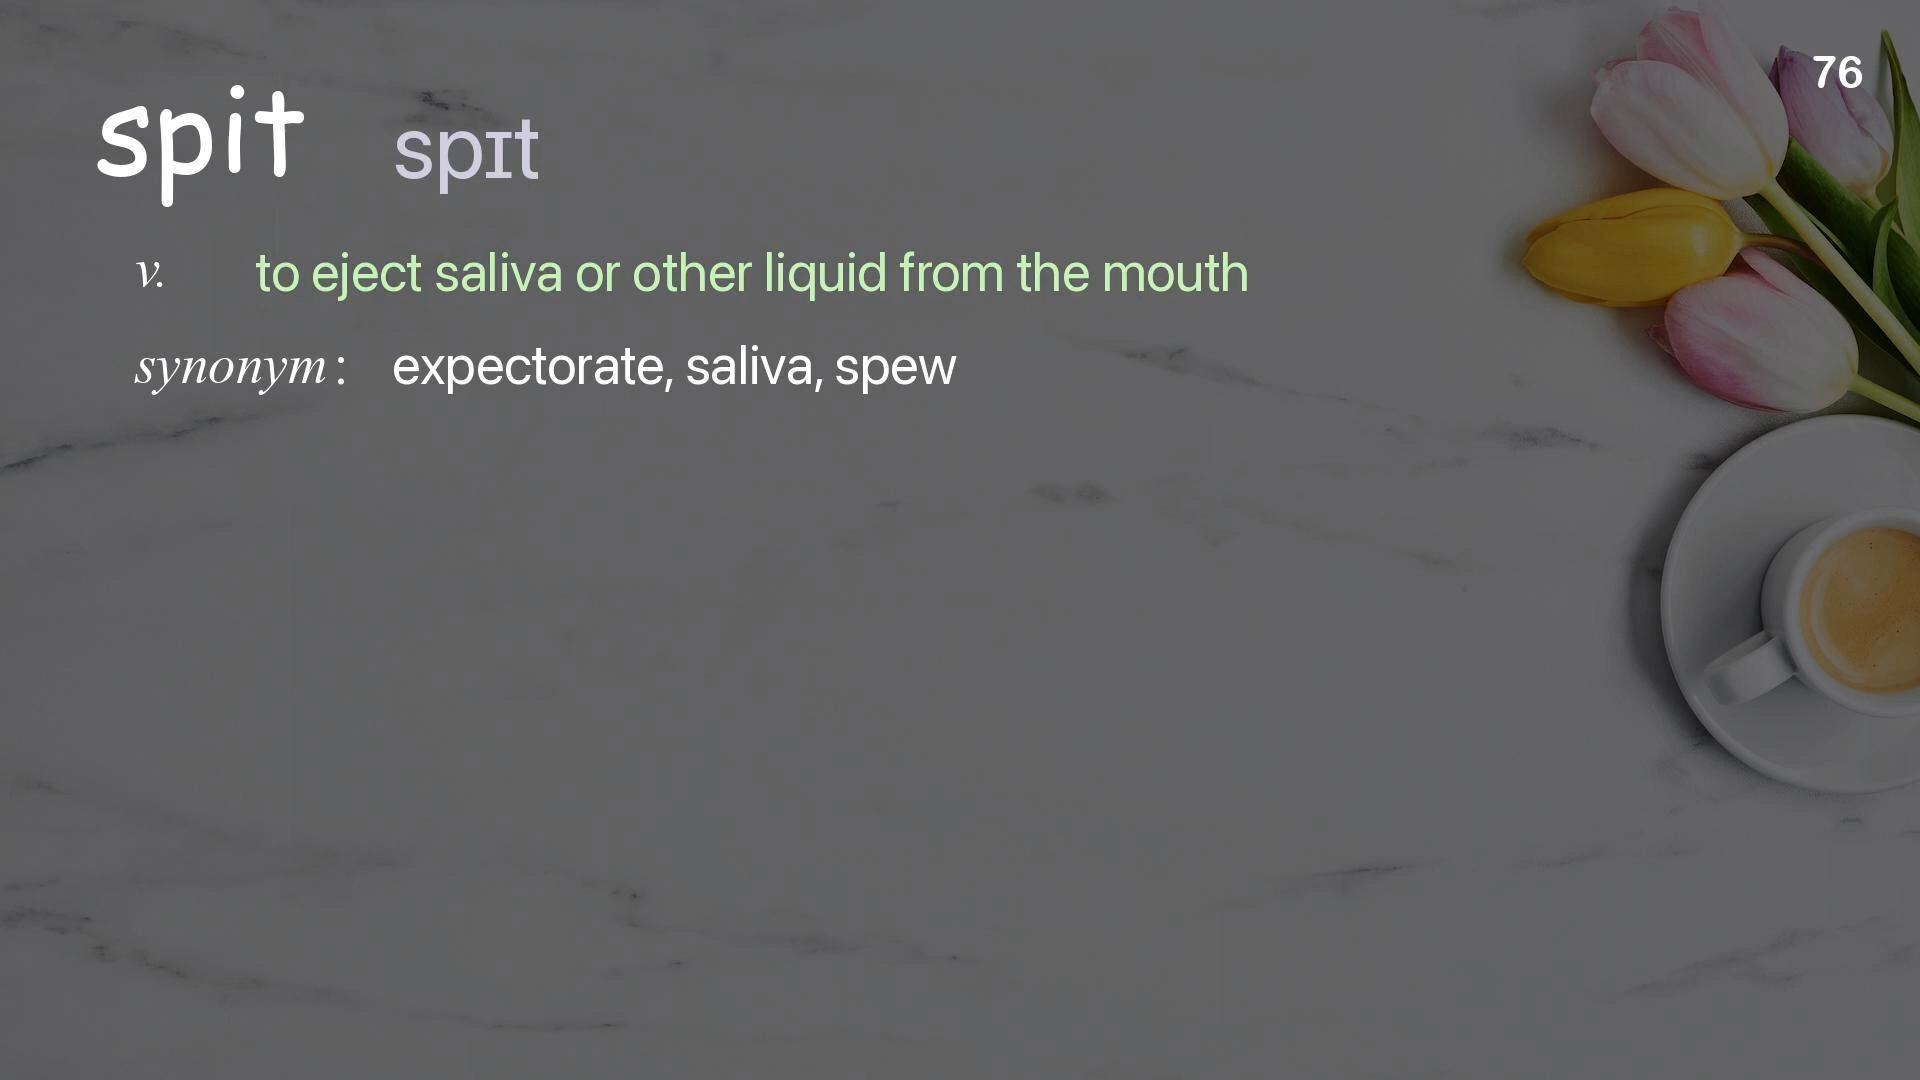 76
spit spɪt
v. to eject saliva or other liquid from the mouth
synonym: expectorate, saliva, spew